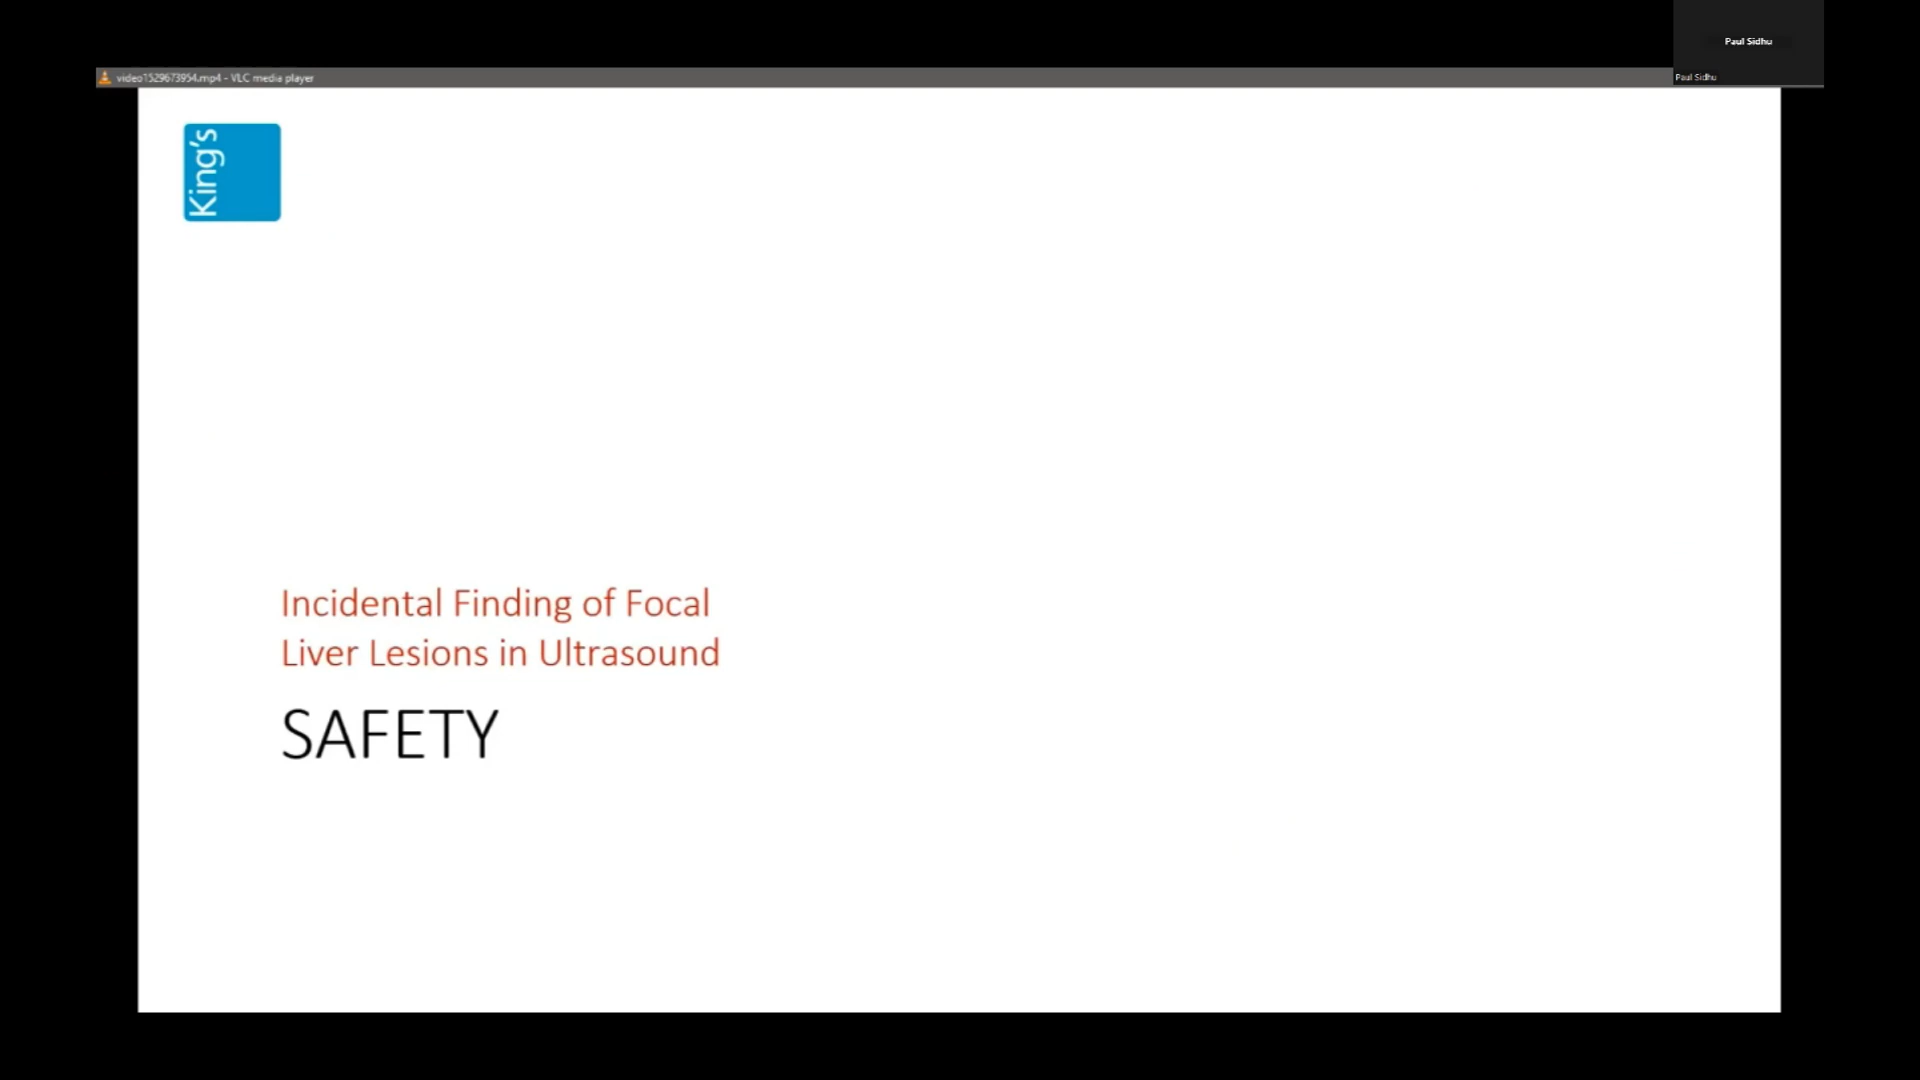 Paul Sidhu
Paul Sidhu
video1529673954.mp4 - VLC media player
King's
Incidental Finding of Focal
Liver Lesions in Ultrasound
SAFETY